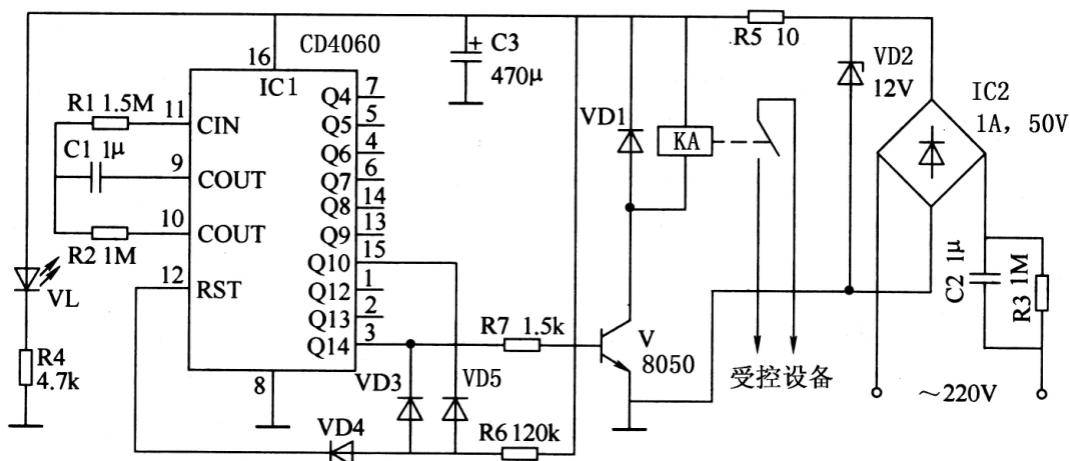 CD4060
16
IC1
R1 1.5M
11
CIN
C1 1μ
9
COUT
10
COUT
R2 1M
12
RST
VL
R4
4.7k
8
Q4
7
Q5
5
Q6
4
Q7
6
Q8
14
Q9
13
Q10
15
Q12
1
Q13
2
Q14
3
+
C3
470μ
VD1
KA
R5 10
VD2
12V
IC2
1A, 50V
R7 1.5k
V
8050
VD3
VD5
VD4
R6 120k
受控设备
C2 1μ
R3 1M
～220V